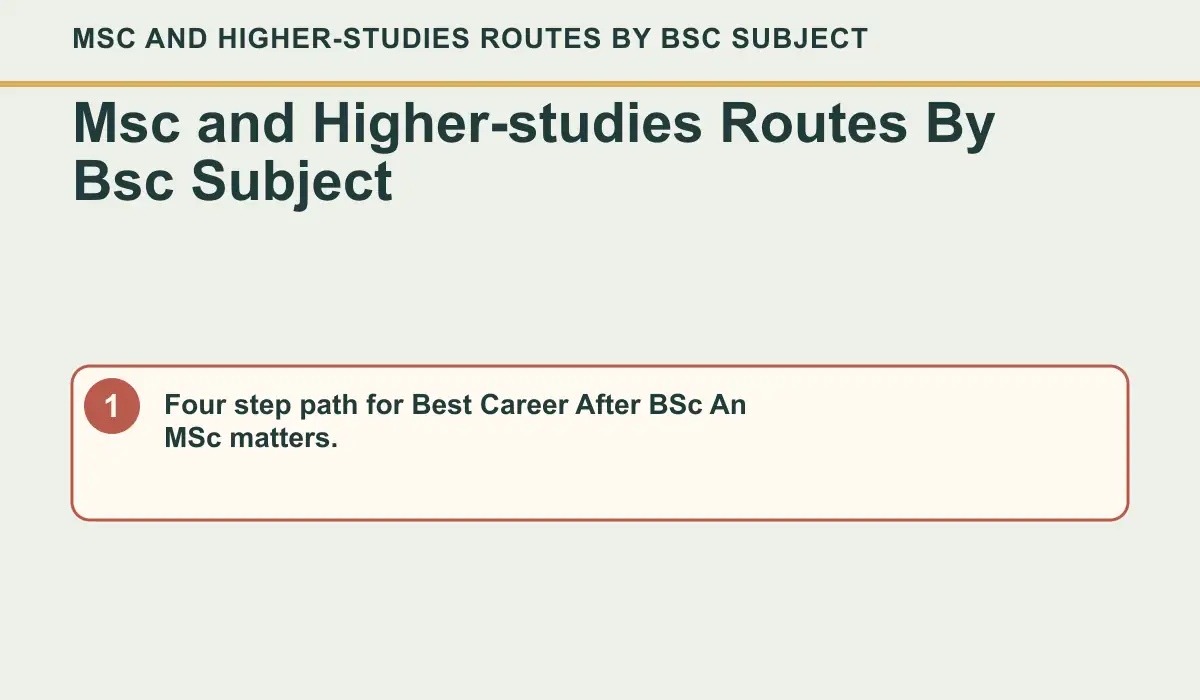 MSC AND HIGHER-STUDIES ROUTES BY BSC SUBJECT
Msc and Higher-studies Routes By
Bsc Subject
1
Four step path for Best Career After BSc An
MSc matters.